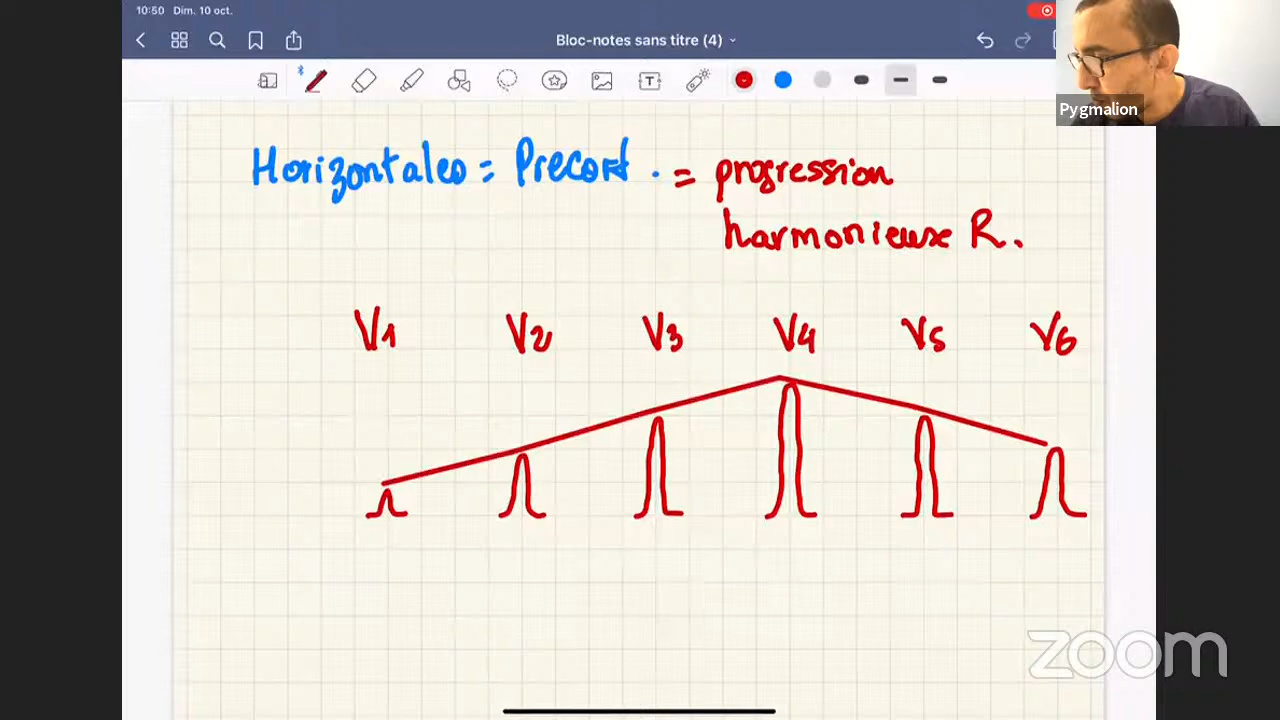 10:50 Dim. 10 oct.
Bloc-notes sans titre (4)
Pygmalion
Horizontales = Précord. = progression
harmonieuse R.
V1 V2 V3 V4 V5 V6
zoom